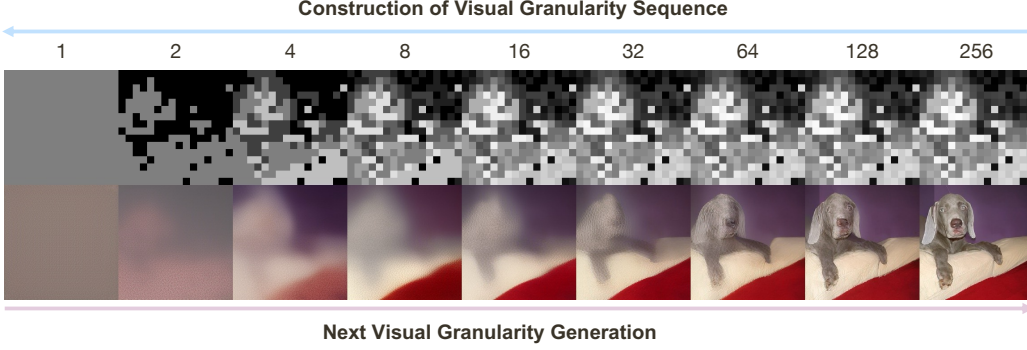 Construction of Visual Granularity Sequence
1 2 4 8 16 32 64 128 256
Next Visual Granularity Generation